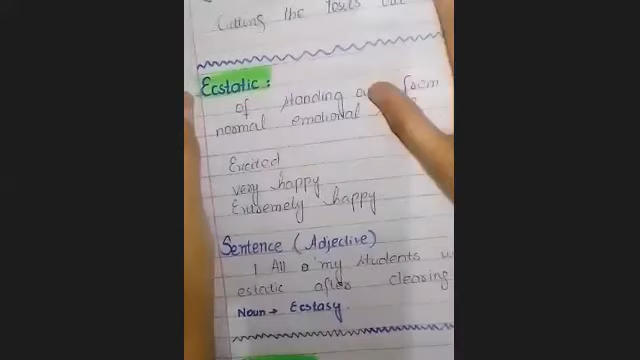 Cutting the
Ecstatic :
of standing form
normal emotional
Excited
very happy
Extremely happy
Sentence (Adjective)
1 All o my students
estatic after clearing
Noun → Ecstasy.